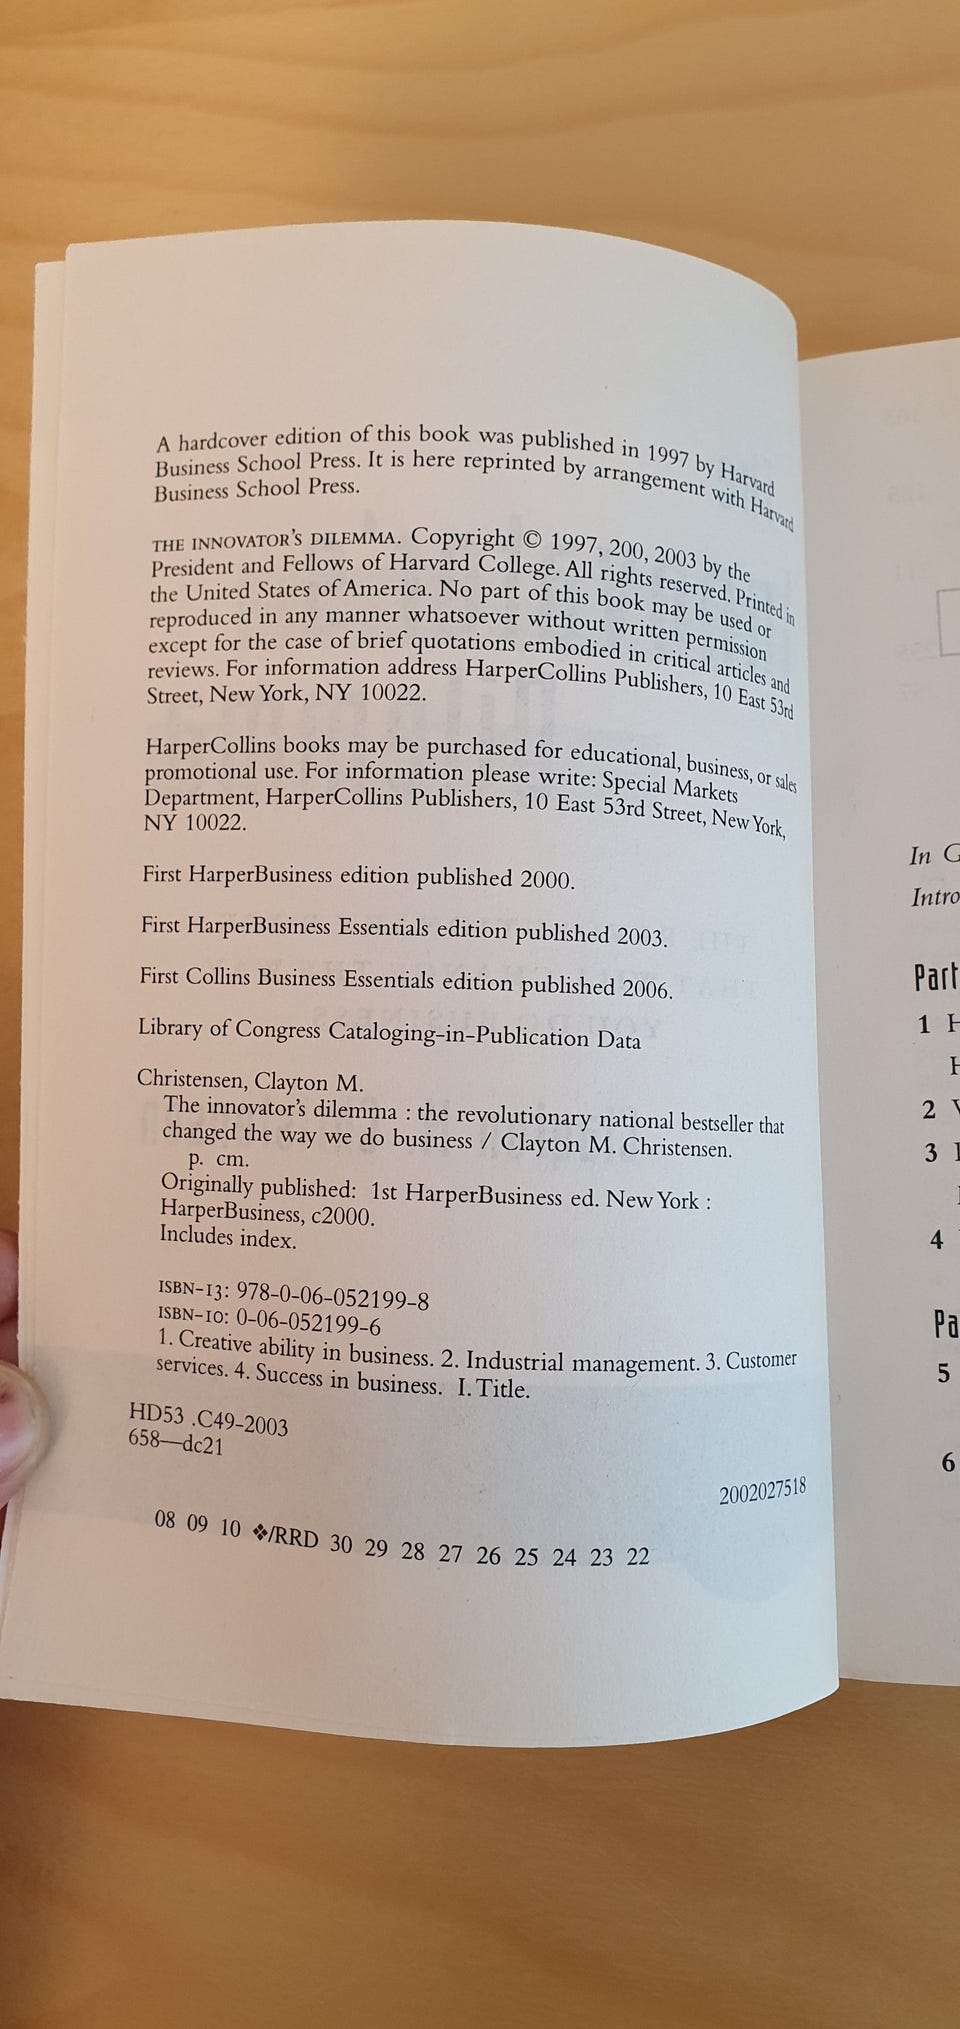 A hardcover edition of this book was published in 1997 by Harvard
Business School Press. It is here reprinted by arrangement with Harvard
Business School Press.
THE INNOVATOR'S DILEMMA. Copyright © 1997, 200, 2003 by the
President and Fellows of Harvard College. All rights reserved. Printed in
the United States of America. No part of this book may be used or
reproduced in any manner whatsoever without written permission
except for the case of brief quotations embodied in critical articles and
reviews. For information address HarperCollins Publishers, 10 East 53rd
Street, New York, NY 10022.
HarperCollins books may be purchased for educational, business, or sales
promotional use. For information please write: Special Markets
Department, HarperCollins Publishers, 10 East 53rd Street, New York,
NY 10022.
First HarperBusiness edition published 2000.
First HarperBusiness Essentials edition published 2003.
First Collins Business Essentials edition published 2006.
Library of Congress Cataloging-in-Publication Data
Christensen, Clayton M.
The innovator's dilemma : the revolutionary national bestseller that
changed the way we do business / Clayton M. Christensen.
p. cm.
Originally published: 1st HarperBusiness ed. New York :
HarperBusiness, c2000.
Includes index.
ISBN-13: 978-0-06-052199-8
ISBN-10: 0-06-052199-6
1. Creative ability in business. 2. Industrial management. 3. Customer
services. 4. Success in business. I. Title.
HD53 .C49-2003
658—dc21
2002027518
08 09 10 ❖/RRD 30 29 28 27 26 25 24 23 22
In
Intro
Part
1
2
3
4
Pa
5
6